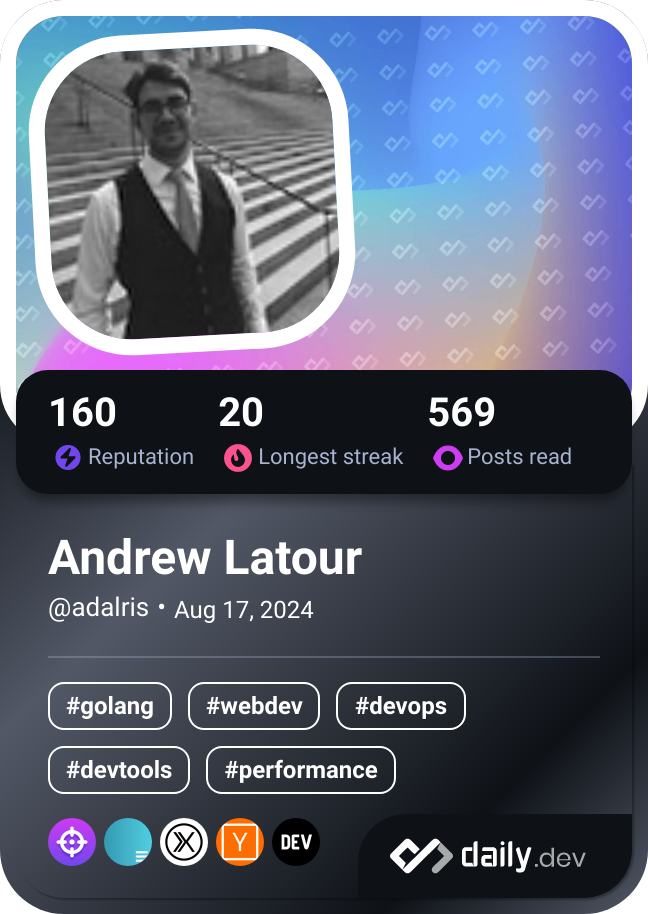 160 20 569
Reputation Longest streak Posts read
Andrew Latour
@adalris • Aug 17, 2024
#golang #webdev #devops
#devtools #performance
Y DEV
daily.dev